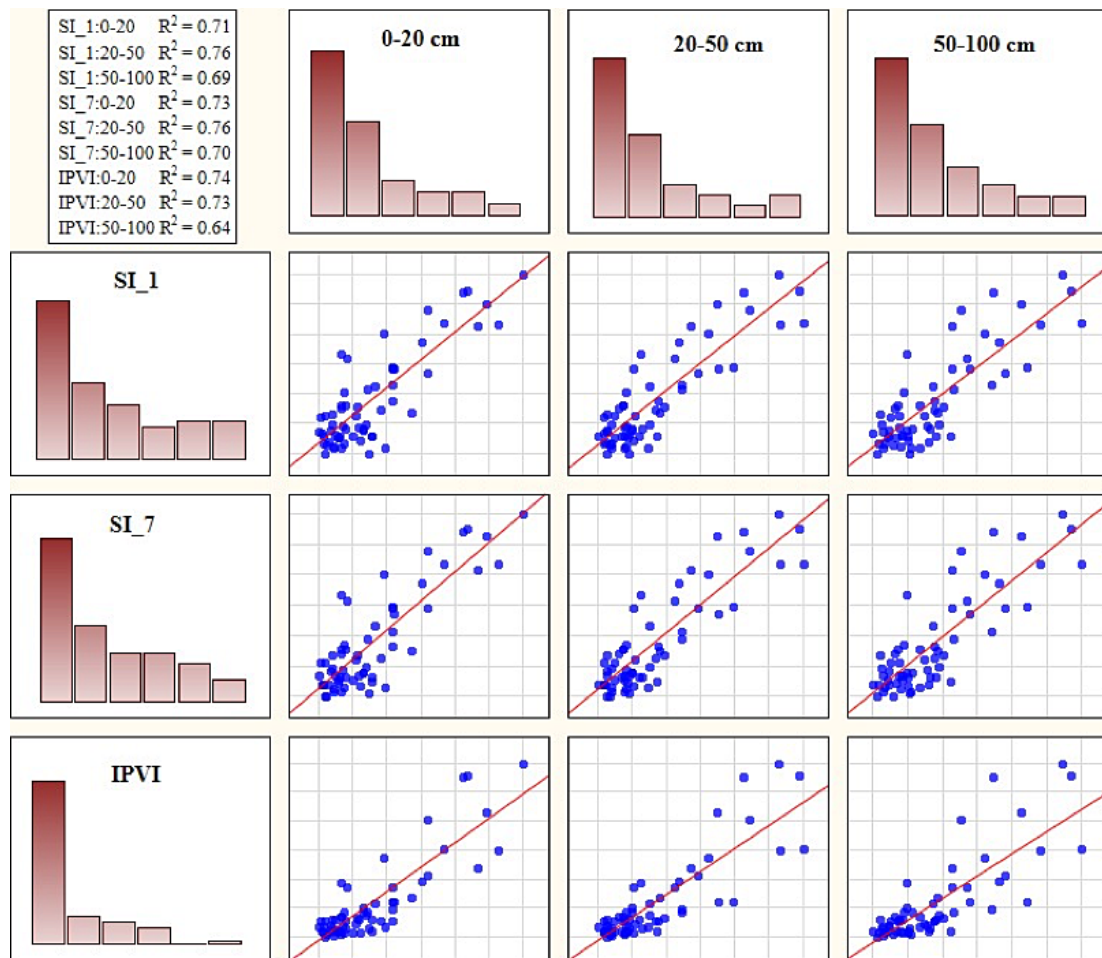 SI_1:0-20 R² = 0.71
SI_1:20-50 R² = 0.76
SI_1:50-100 R² = 0.69
SI_7:0-20 R² = 0.73
SI_7:20-50 R² = 0.76
SI_7:50-100 R² = 0.70
IPVI:0-20 R² = 0.74
IPVI:20-50 R² = 0.73
IPVI:50-100 R² = 0.64
0-20 cm
20-50 cm
50-100 cm
SI_1
SI_7
IPVI